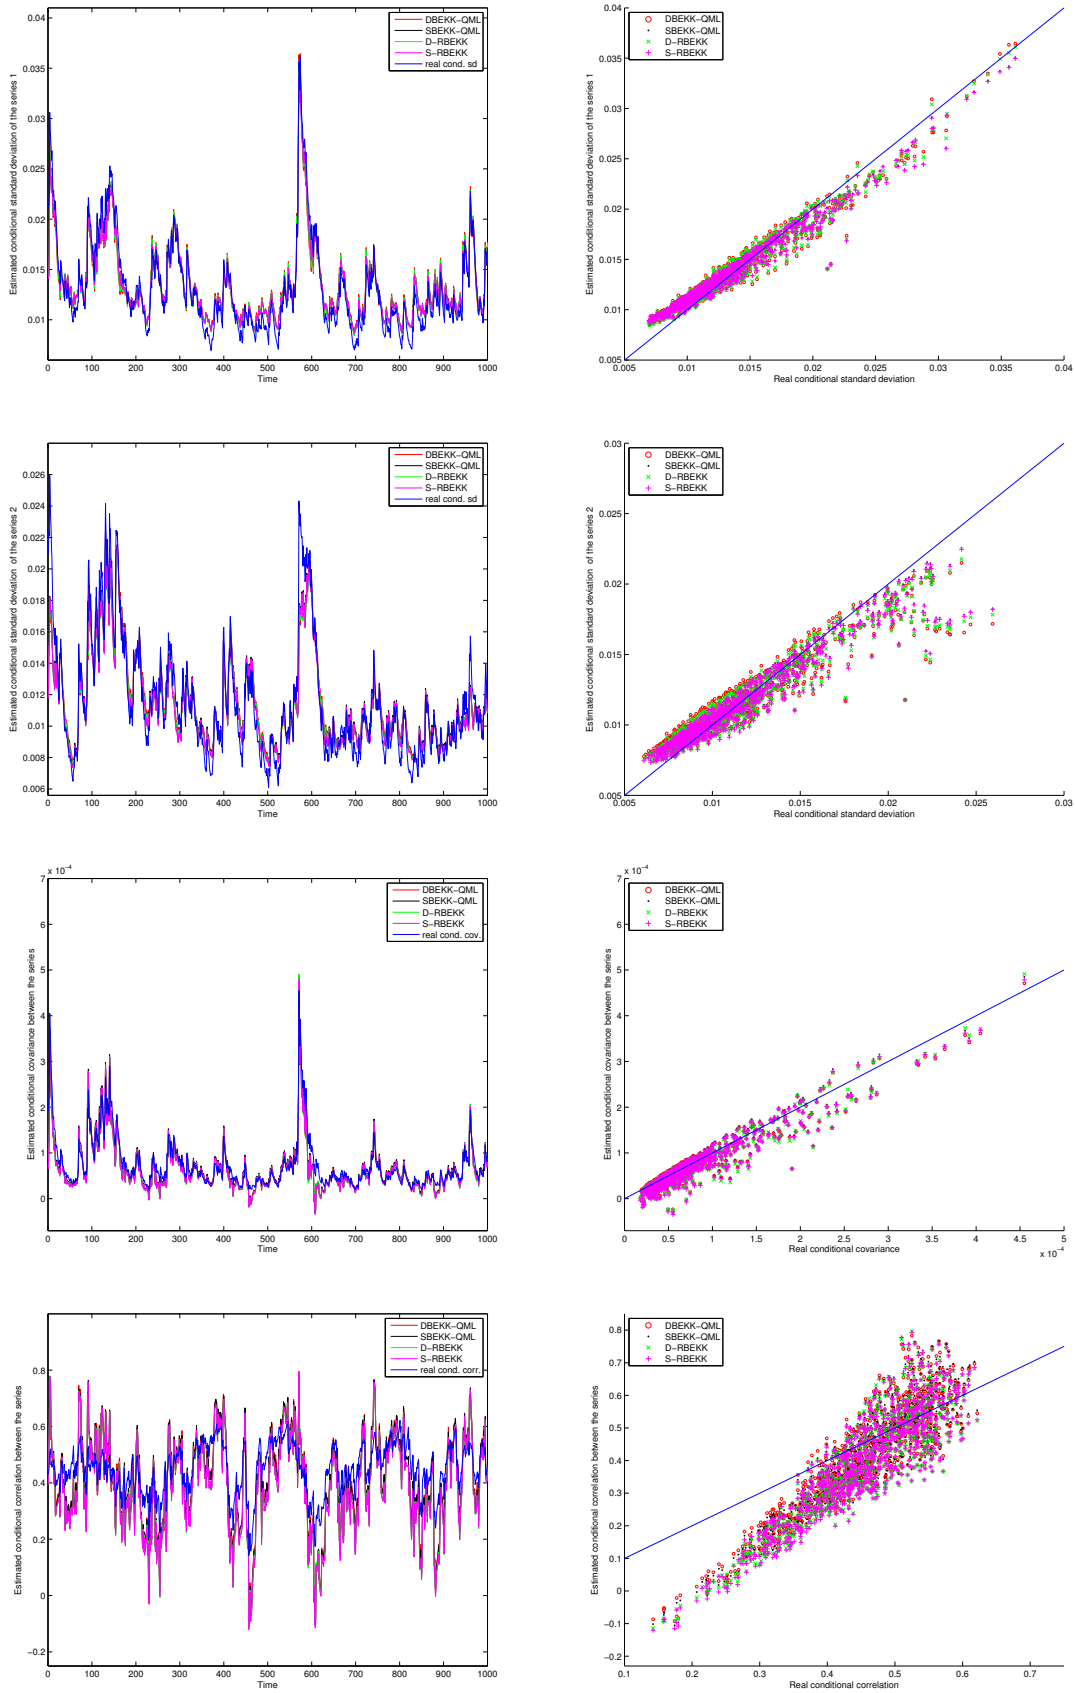 0.04
0.035
0.03
0.025
0.02
0.015
0.01
Estimated conditional standard deviation of the series 1
DBEKK−QML
SBEKK−QML
D−RBEKK
S−RBEKK
real cond. sd
0 100 200 300 400 500 600 700 800 900 1000
Time
0.04
0.035
0.03
0.025
0.02
0.015
0.01
0.005
Estimated conditional standard deviation of the series 1
DBEKK−QML
SBEKK−QML
D−RBEKK
S−RBEKK
0.005 0.01 0.015 0.02 0.025 0.03 0.035 0.04
Real conditional standard deviation
0.026
0.024
0.022
0.02
0.018
0.016
0.014
0.012
0.01
0.008
0.006
Estimated conditional standard deviation of the series 2
DBEKK−QML
SBEKK−QML
D−RBEKK
S−RBEKK
real cond. sd
0 100 200 300 400 500 600 700 800 900 1000
Time
0.03
0.025
0.02
0.015
0.01
0.005
Estimated conditional standard deviation of the series 2
DBEKK−QML
SBEKK−QML
D−RBEKK
S−RBEKK
0.005 0.01 0.015 0.02 0.025 0.03
Real conditional standard deviation
x 10⁻⁴
7
6
5
4
3
2
1
0
Estimated conditional covariance between the series
DBEKK−QML
SBEKK−QML
D−RBEKK
S−RBEKK
real cond. cov.
0 100 200 300 400 500 600 700 800 900 1000
Time
x 10⁻⁴
7
6
5
4
3
2
1
0
Estimated conditional covariance between the series
DBEKK−QML
SBEKK−QML
D−RBEKK
S−RBEKK
0 0.5 1 1.5 2 2.5 3 3.5 4 4.5 5
Real conditional covariance
x 10⁻⁴
0.8
0.6
0.4
0.2
0
−0.2
Estimated conditional correlation between the series
DBEKK−QML
SBEKK−QML
D−RBEKK
S−RBEKK
real cond. corr.
0 100 200 300 400 500 600 700 800 900 1000
Time
0.8
0.7
0.6
0.5
0.4
0.3
0.2
0.1
0
−0.1
−0.2
Estimated conditional correlation between the series
DBEKK−QML
SBEKK−QML
D−RBEKK
S−RBEKK
0.1 0.2 0.3 0.4 0.5 0.6 0.7
Real conditional correlation